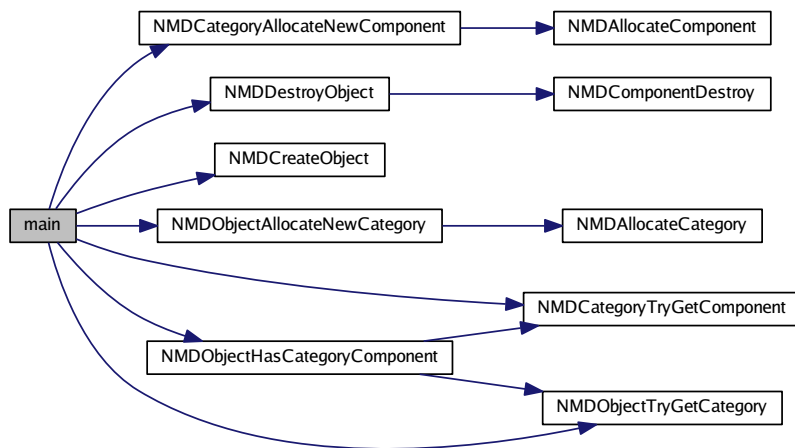 NMDCategoryAllocateNewComponent
NMDAllocateComponent
NMDDestroyObject
NMDComponentDestroy
NMDCreateObject
main
NMDObjectAllocateNewCategory
NMDAllocateCategory
NMDCategoryTryGetComponent
NMDObjectHasCategoryComponent
NMDObjectTryGetCategory